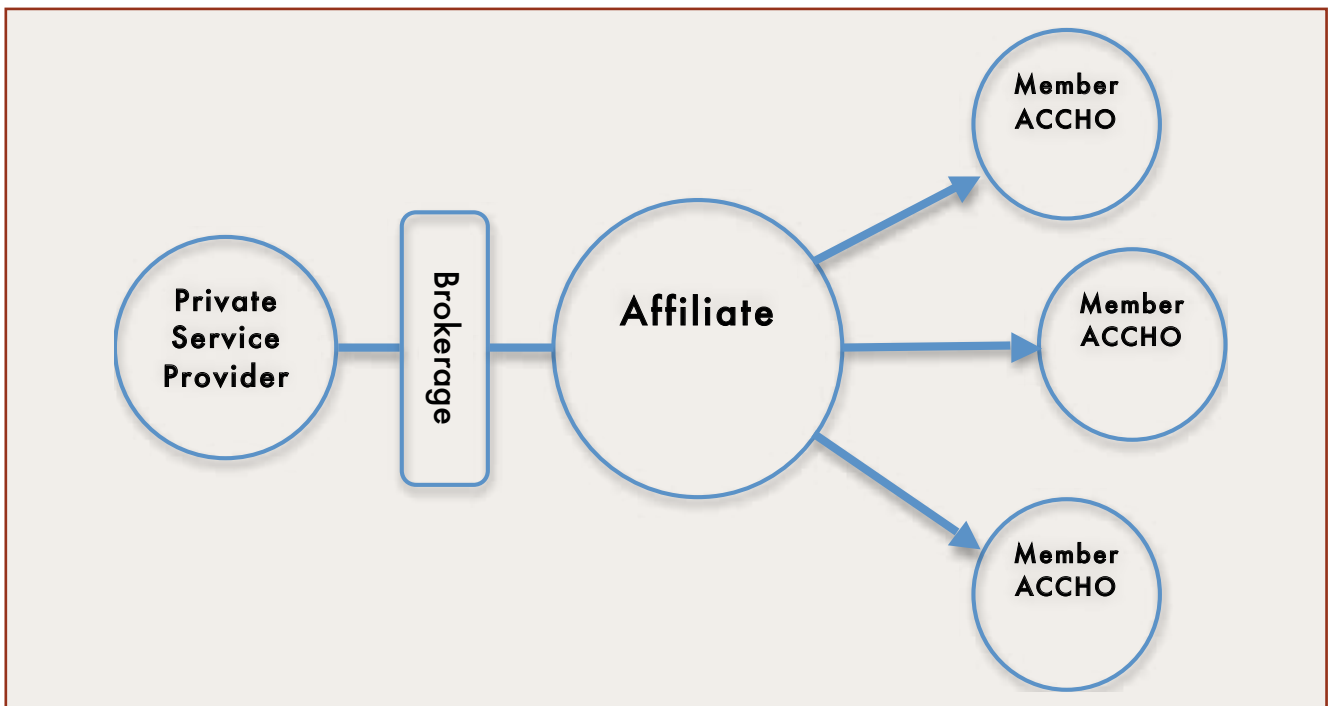 Private
Service
Provider
Brokerage
Affiliate
Member
ACCHO
Member
ACCHO
Member
ACCHO